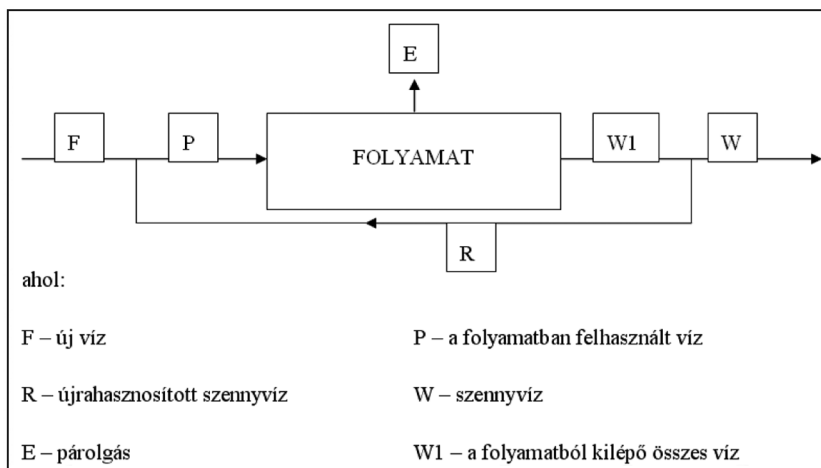 E
F
P
FOLYAMAT
W1
W
R
ahol:
F – új víz
P – a folyamatban felhasznált víz
R – újrahasznosított szennyvíz
W – szennyvíz
E – párolgás
W1 – a folyamatból kilépő összes víz